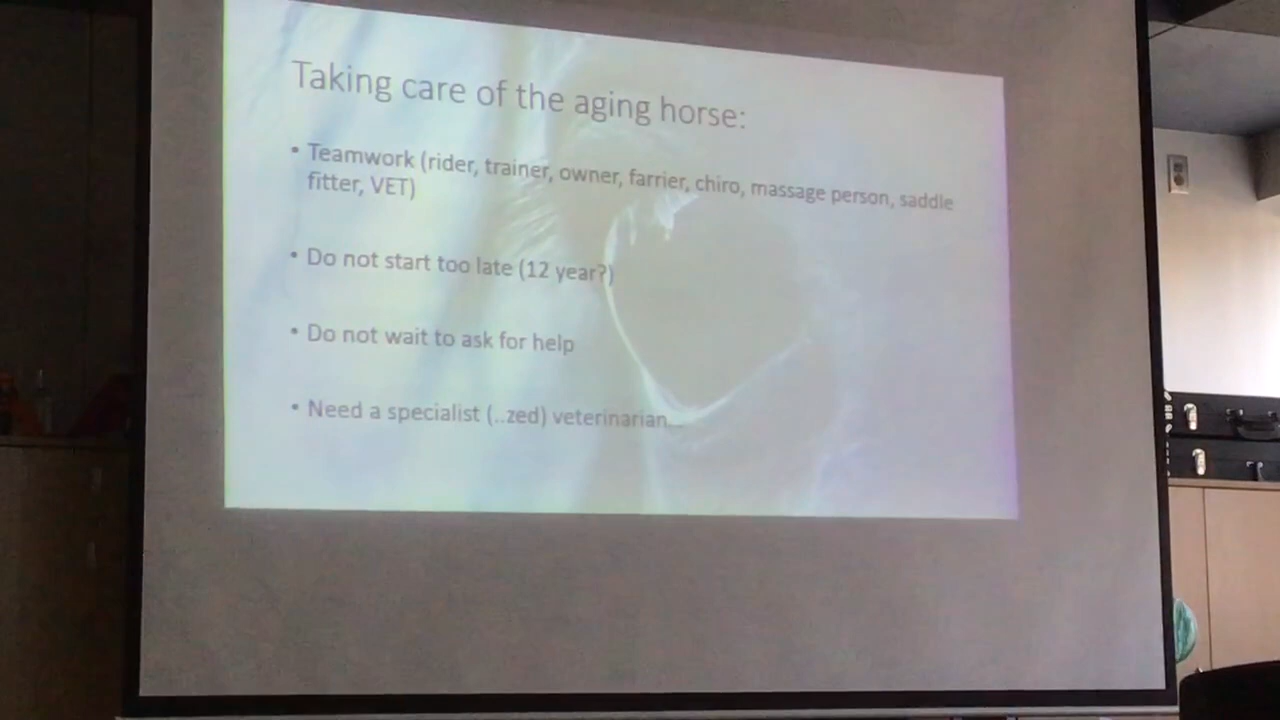 Taking care of the aging horse:
• Teamwork (rider, trainer, owner, farrier, chiro, massage person, saddle
fitter, VET)
• Do not start too late (12 year?)
• Do not wait to ask for help
• Need a specialist (..zed) veterinarian...